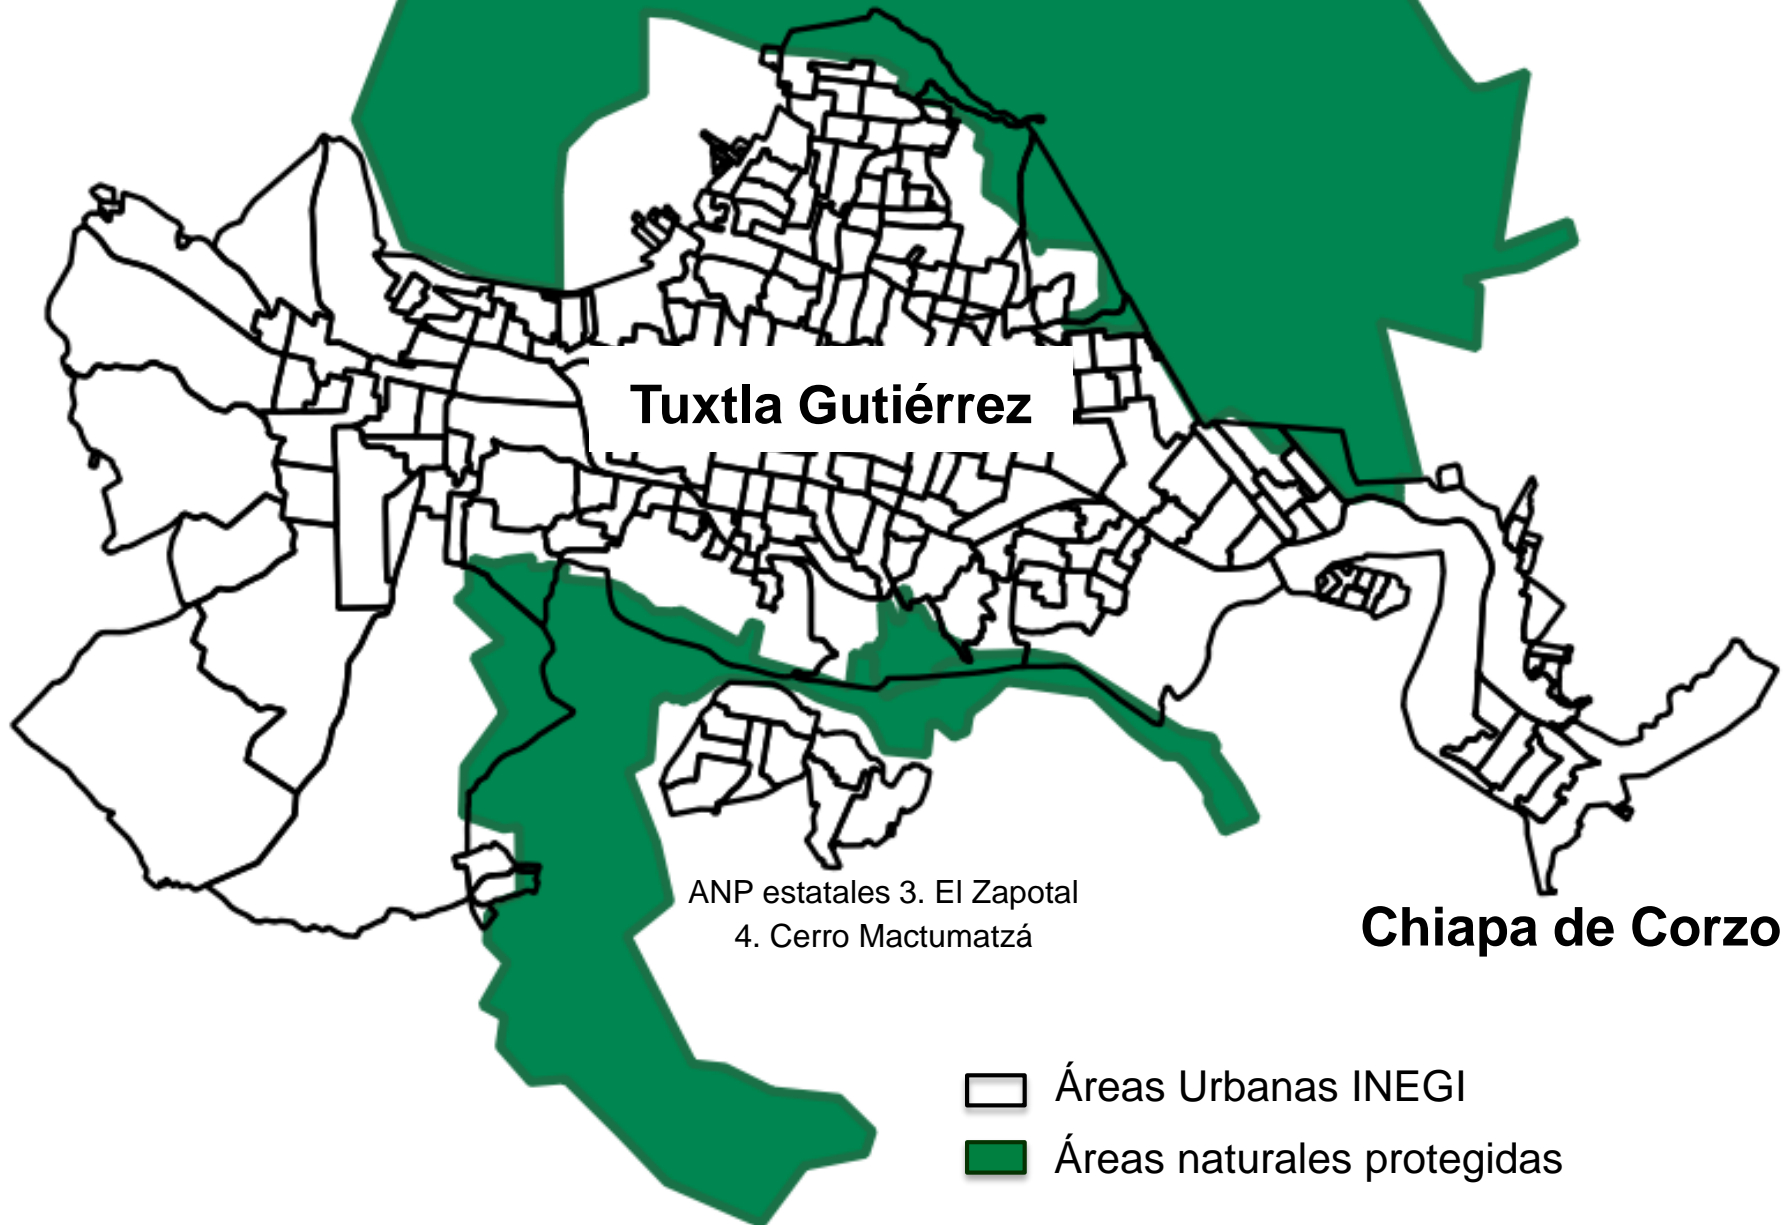 Tuxtla Gutiérrez
ANP estatales 3. El Zapotal
4. Cerro Mactumatzá
Chiapa de Corzo
Áreas Urbanas INEGI
Áreas naturales protegidas